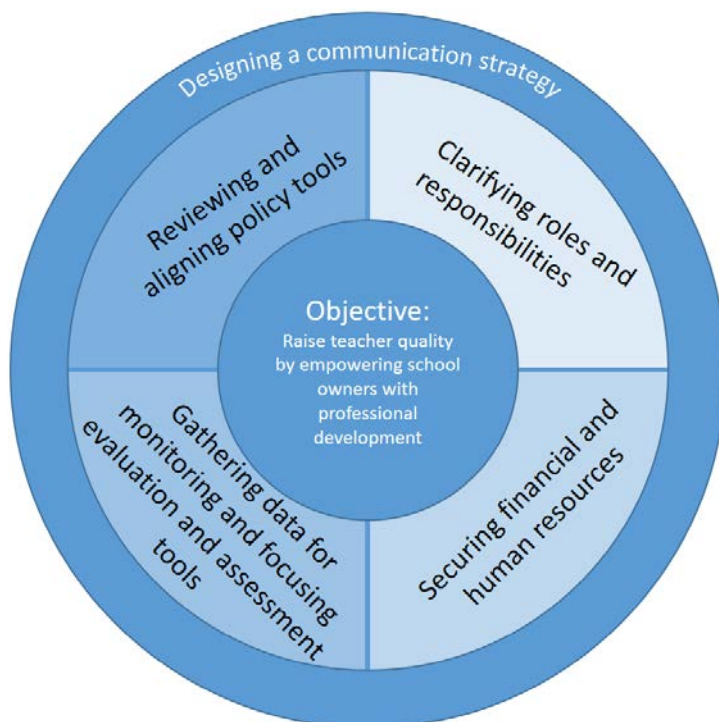 Designing a communication strategy
Reviewing and
aligning policy tools
Clarifying roles and
responsibilities
Objective:
Raise teacher quality
by empowering school
owners with
professional
development
Gathering data for
monitoring and focusing
evaluation and assessment
tools
Securing financial and
human resources